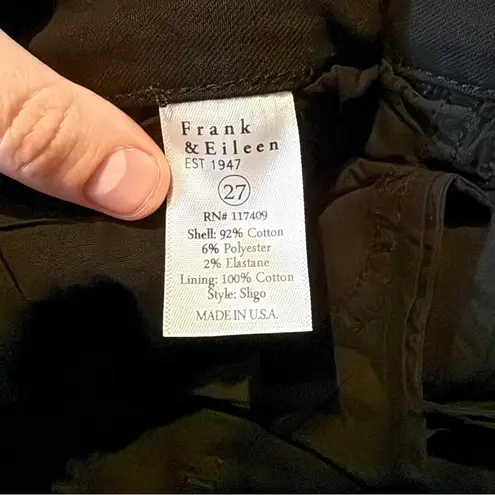 Frank
& Eileen
EST 1947
27
RN# 117409
Shell: 92% Cotton
6% Polyester
2% Elastane
Lining: 100% Cotton
Style: Sligo
MADE IN U.S.A.